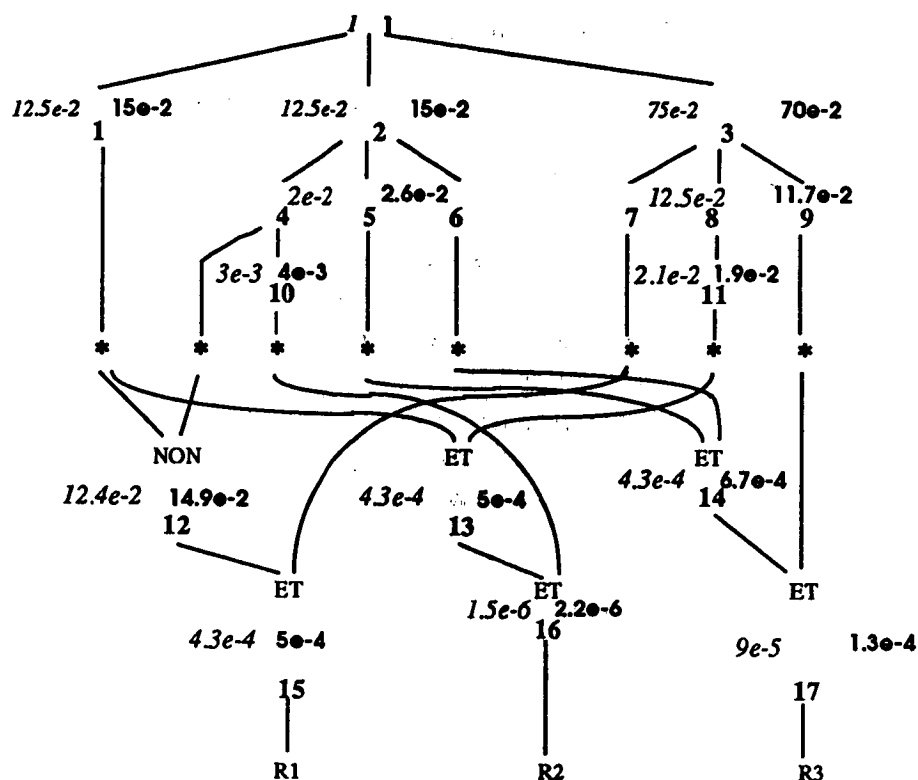 1 1
12.5e-2 15e-2 12.5e-2 15e-2 75e-2 70e-2
1 2 3
2e-2 2.6e-2 12.5e-2 11.7e-2
4 5 6 7 8 9
3e-3 4e-3 2.1e-2 1.9e-2
10 11
* * * * * * * *
NON ET ET
12.4e-2 14.9e-2 4.3e-4 5e-4 4.3e-4 6.7e-4
12 13 14
ET ET ET
1.5e-6 2.2e-6
16
4.3e-4 5e-4 9e-5 1.3e-4
15 17
R1 R2 R3